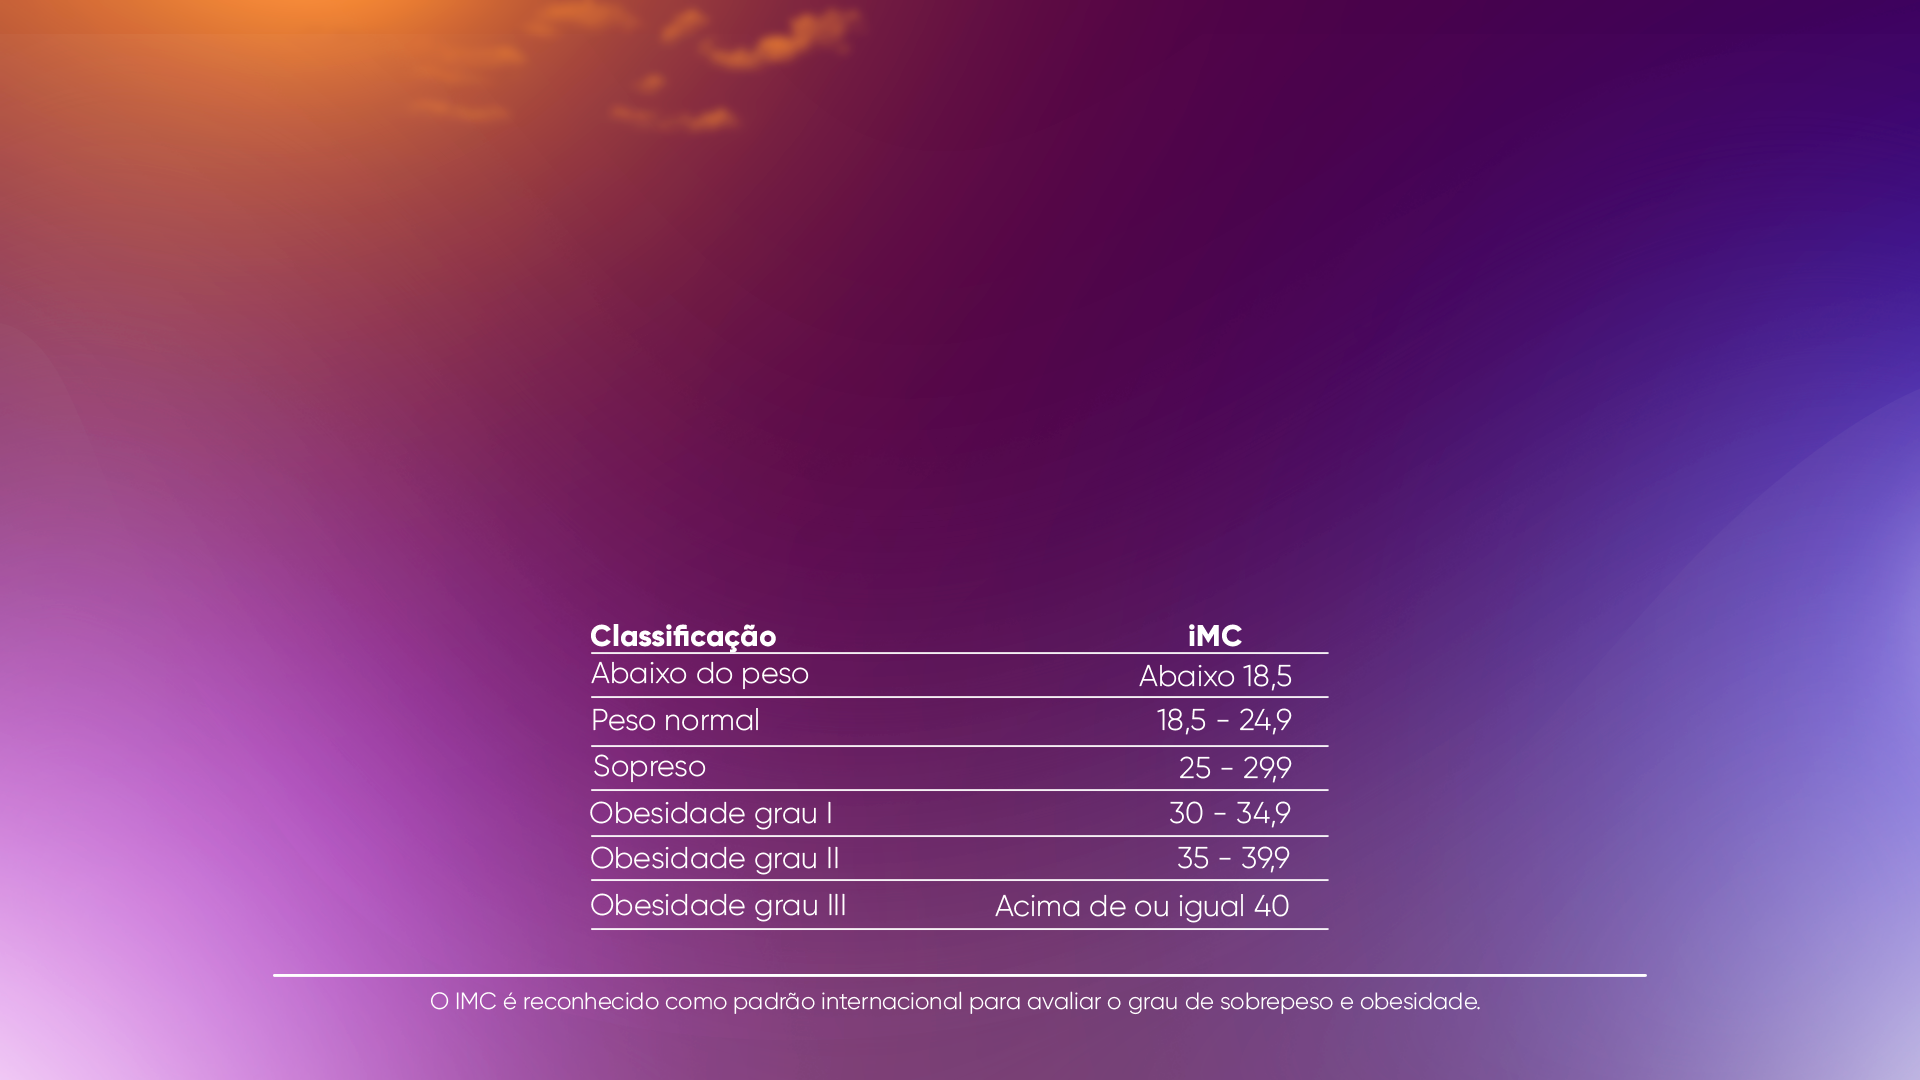 Classificação iMC
Abaixo do peso Abaixo 18,5
Peso normal 18,5 - 24,9
Sopreso 25 - 29,9
Obesidade grau I 30 - 34,9
Obesidade grau II 35 - 39,9
Obesidade grau III Acima de ou igual 40
O IMC é reconhecido como padrão internacional para avaliar o grau de sobrepeso e obesidade.